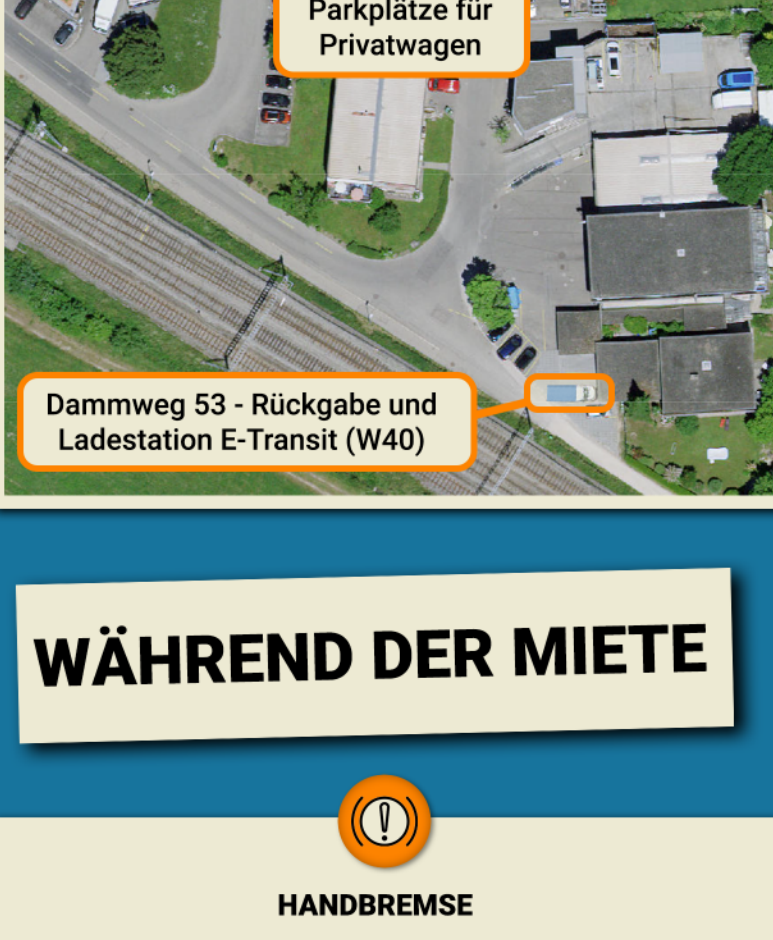 Parkplätze für
Privatwagen
Dammweg 53 - Rückgabe und
Ladestation E-Transit (W40)
WÄHREND DER MIETE
HANDBREMSE